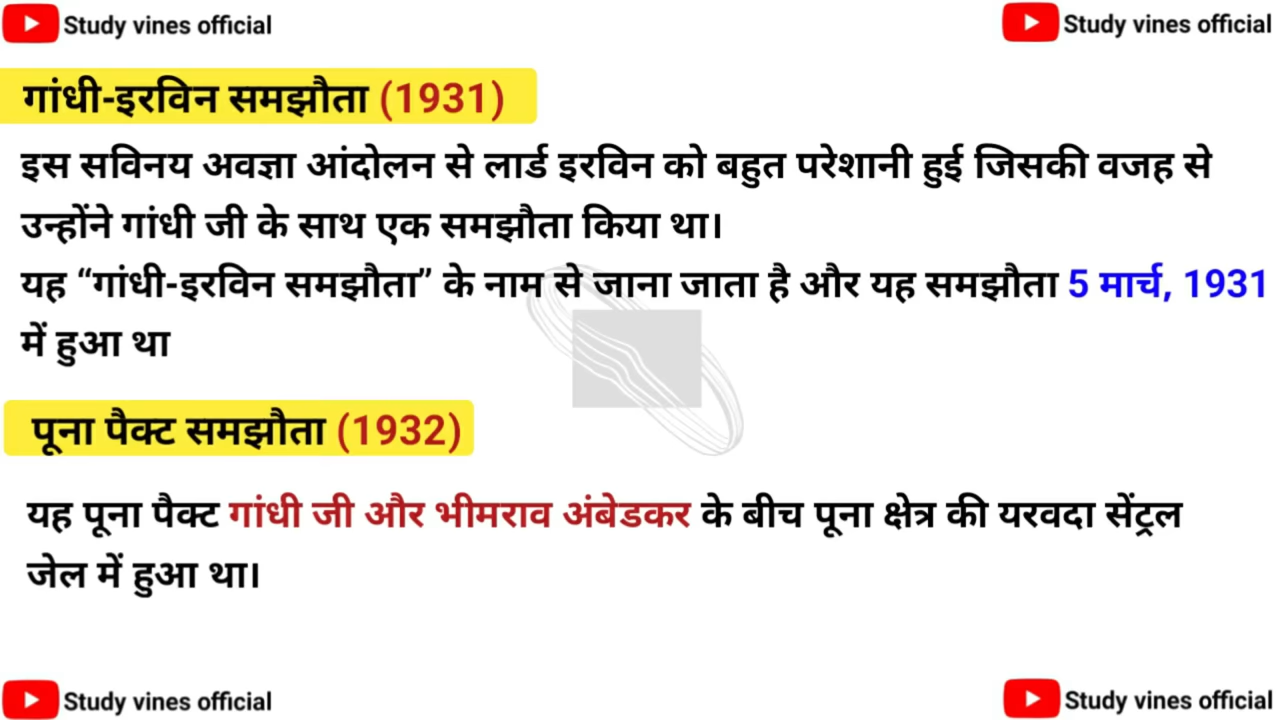 Study vines official
Study vines official
गांधी-इरविन समझौता (1931)
इस सविनय अवज्ञा आंदोलन से लार्ड इरविन को बहुत परेशानी हुई जिसकी वजह से
उन्होंने गांधी जी के साथ एक समझौता किया था।
यह “गांधी-इरविन समझौता” के नाम से जाना जाता है और यह समझौता 5 मार्च, 1931
में हुआ था
पूना पैक्ट समझौता (1932)
यह पूना पैक्ट गांधी जी और भीमराव अंबेडकर के बीच पूना क्षेत्र की यरवदा सेंट्रल
जेल में हुआ था।
Study vines official
Study vines official